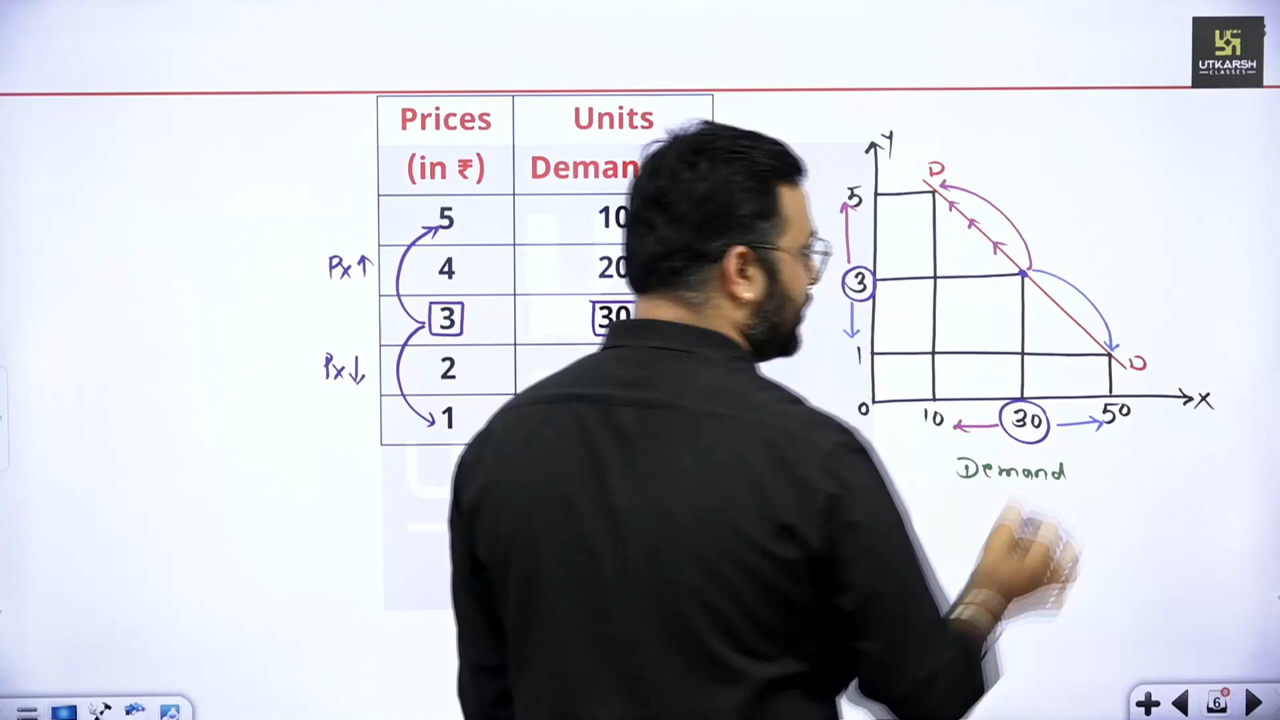 UTKARSH
CLASSES
Prices
(in ₹)
Units
5
10
4
20
3
30
2
1
Px↑
Px↓
Y
D
5
3
1
D
0
10
30
50
X
Demand
6